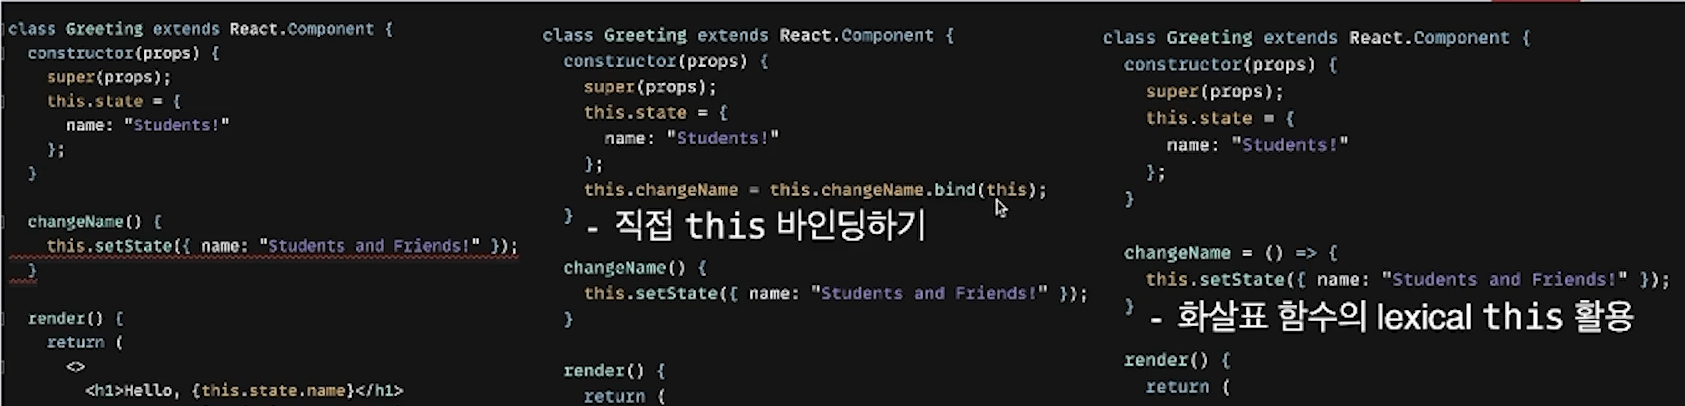 class Greeting extends React.Component {
constructor(props) {
super(props);
this.state = {
name: "Students!"
};
}
changeName() {
this.setState({ name: "Students and Friends!" });
}
render() {
return (
<>
<h1>Hello, {this.state.name}</h1>
class Greeting extends React.Component {
constructor(props) {
super(props);
this.state = {
name: "Students!"
};
this.changeName = this.changeName.bind(this);
}
- 직접 this 바인딩하기
changeName() {
this.setState({ name: "Students and Friends!" });
}
render() {
return (
class Greeting extends React.Component {
constructor(props) {
super(props);
this.state = {
name: "Students!"
};
}
changeName = () => {
this.setState({ name: "Students and Friends!" });
}
- 화살표 함수의 lexical this 활용
render() {
return (